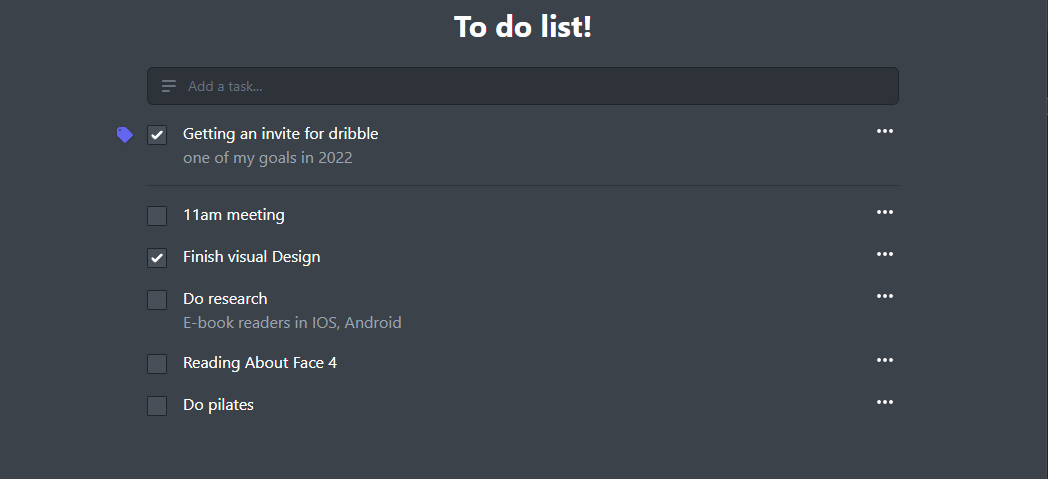 To do list!
Add a task...
Getting an invite for dribble
one of my goals in 2022
11am meeting
Finish visual Design
Do research
E-book readers in IOS, Android
Reading About Face 4
Do pilates